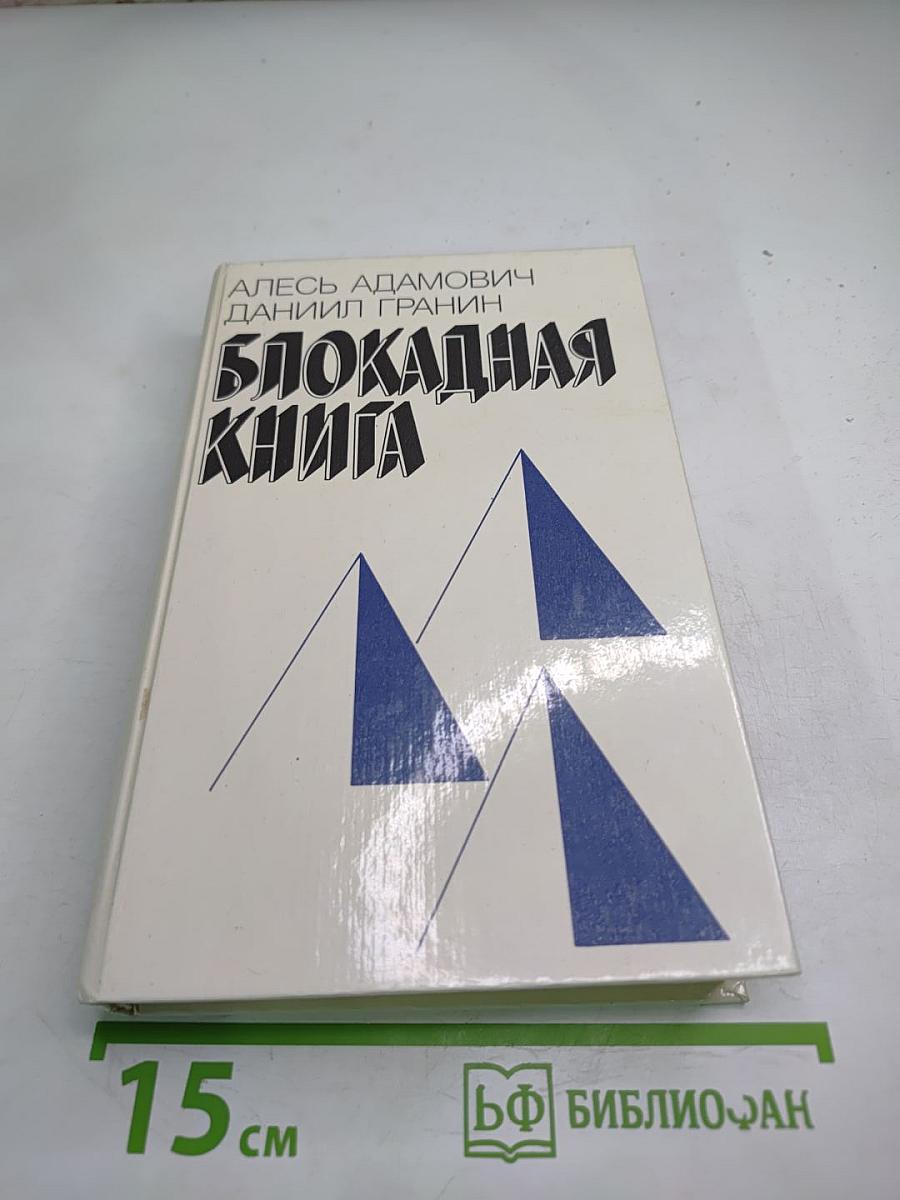 АЛЕСЬ АДАМОВИЧ
ДАНИИЛ ГРАНИН
БЛОКАДНАЯ
КНИГА
15 см
БФ БИБЛИОФАН